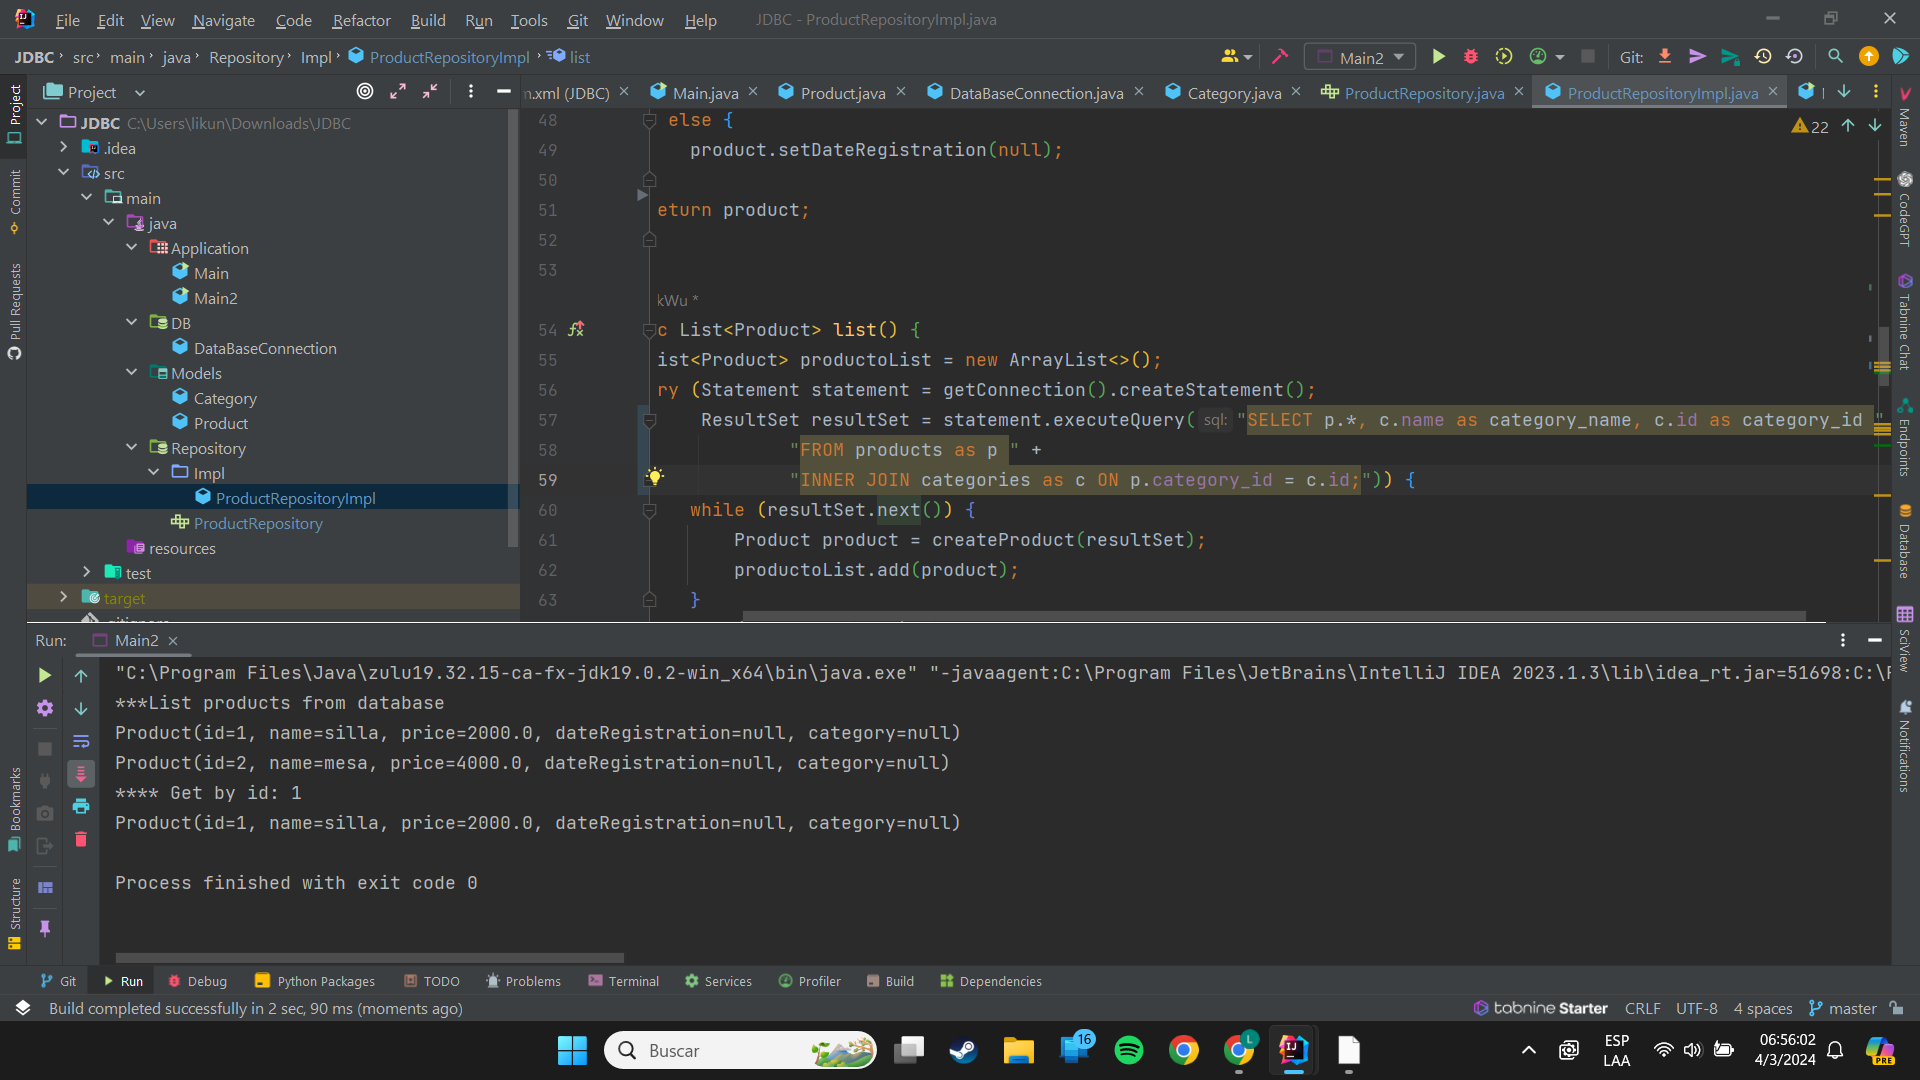 File Edit View Navigate Code Refactor Build Run Tools Git Window Help JDBC - ProductRepositoryImpl.java
JDBC src main java Repository Impl ProductRepositoryImpl list Main2 Git:
Project m.xml (JDBC) Main.java Product.java DataBaseConnection.java Category.java ProductRepository.java ProductRepositoryImpl.java
JDBC C:\Users\likun\Downloads\JDBC
.idea
src
main
java
Application
Main
Main2
DB
DataBaseConnection
Models
Category
Product
Repository
Impl
ProductRepositoryImpl
ProductRepository
resources
test
target
.gitignore
22
48 else {
49 product.setDateRegistration(null);
50
51 eturn product;
52
53
kWu *
54 c List<Product> list() {
55 ist<Product> productoList = new ArrayList<>();
56 ry (Statement statement = getConnection().createStatement();
57 ResultSet resultSet = statement.executeQuery( sql: "SELECT p.*, c.name as category_name, c.id as category_id "
58 "FROM products as p " +
59 "INNER JOIN categories as c ON p.category_id = c.id;")) {
60 while (resultSet.next()) {
61 Product product = createProduct(resultSet);
62 productoList.add(product);
63 }
Project
Commit
Pull Requests
Bookmarks
Structure
Maven
CodeGPT
Tabnine Chat
Endpoints
Database
SciView
Notifications
Run: Main2
"C:\Program Files\Java\zulu19.32.15-ca-fx-jdk19.0.2-win_x64\bin\java.exe" "-javaagent:C:\Program Files\JetBrains\IntelliJ IDEA 2023.1.3\lib\idea_rt.jar=51698:C:\
***List products from database
Product(id=1, name=silla, price=2000.0, dateRegistration=null, category=null)
Product(id=2, name=mesa, price=4000.0, dateRegistration=null, category=null)
**** Get by id: 1
Product(id=1, name=silla, price=2000.0, dateRegistration=null, category=null)
Process finished with exit code 0
Git Run Debug Python Packages TODO Problems Terminal Services Profiler Build Dependencies
Build completed successfully in 2 sec, 90 ms (moments ago) tabnine Starter CRLF UTF-8 4 spaces master
Buscar 16 L ESP LAA 06:56:02 4/3/2024 PRE